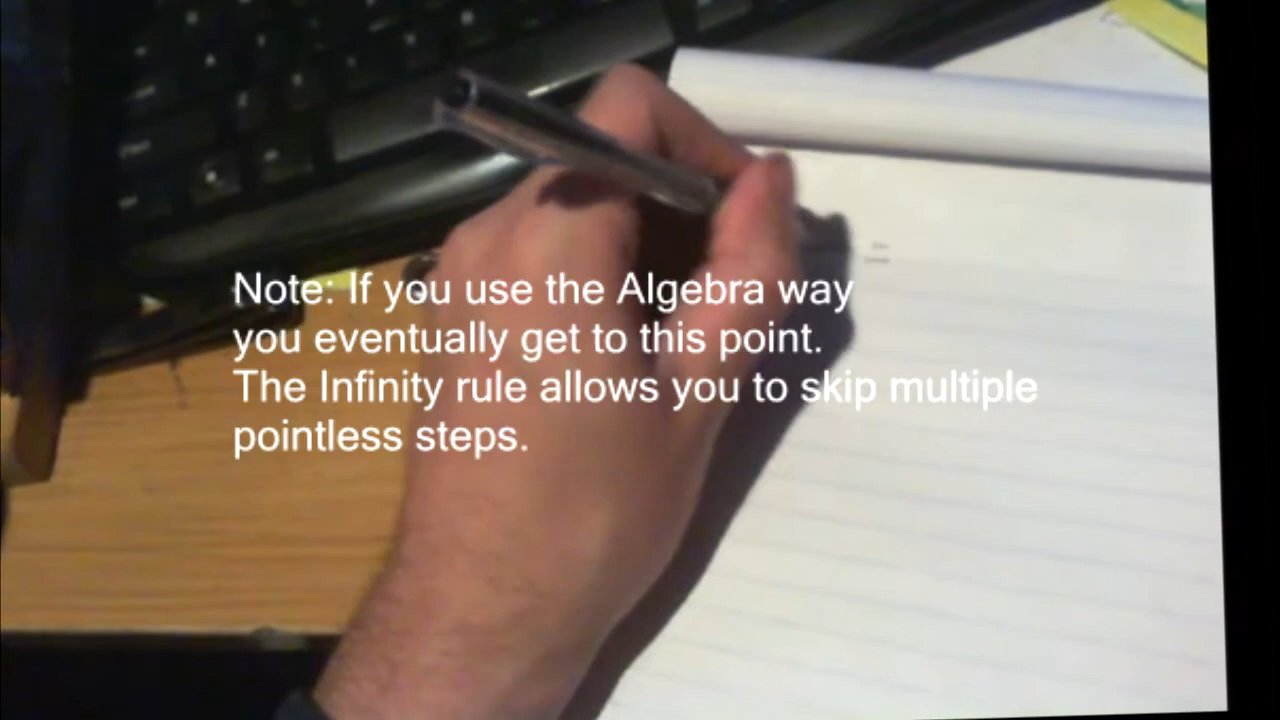 Note: If you use the Algebra way
you eventually get to this point.
The Infinity rule allows you to skip multiple
pointless steps.